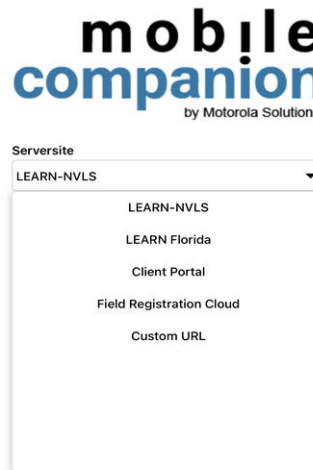 mobile
companion
by Motorola Solution
Serversite
LEARN-NVLS
LEARN-NVLS
LEARN Florida
Client Portal
Field Registration Cloud
Custom URL